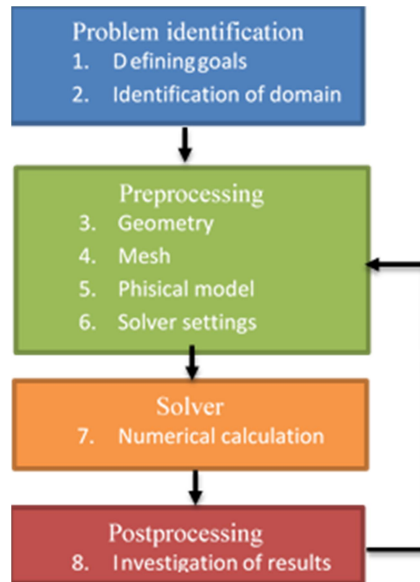 Problem identification
1. Defining goals
2. Identification of domain
Preprocessing
3. Geometry
4. Mesh
5. Phisical model
6. Solver settings
Solver
7. Numerical calculation
Postprocessing
8. Investigation of results